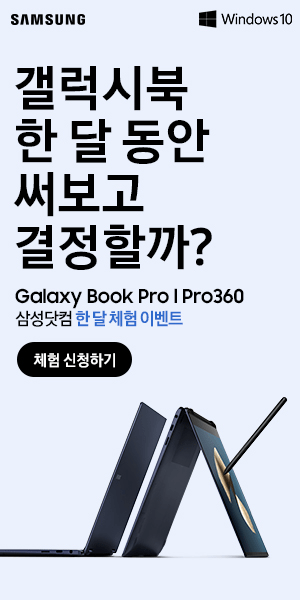 SAMSUNG
Windows10
갤럭시북
한 달 동안
써보고
결정할까?
Galaxy Book Pro l Pro360
삼성닷컴 한 달 체험 이벤트
체험 신청하기